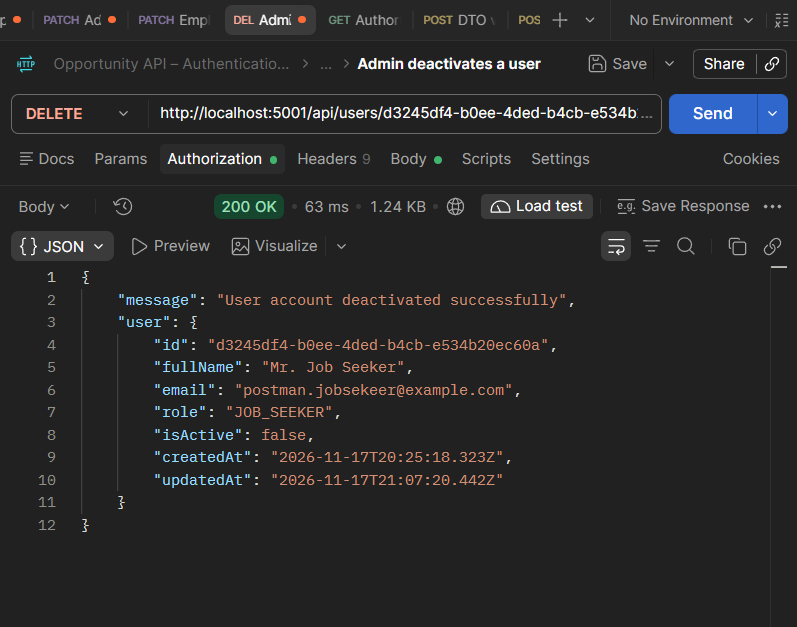 PATCH Ad PATCH Emp DEL Admi GET Author POST DTO POS No Environment
HTTP Opportunity API – Authenticatio... > ... > Admin deactivates a user Save Share
DELETE http://localhost:5001/api/users/d3245df4-b0ee-4ded-b4cb-e534b ... Send
Docs Params Authorization Headers 9 Body Scripts Settings Cookies
Body 200 OK • 63 ms • 1.24 KB • Load test e.g. Save Response
{} JSON Preview Visualize
1 {
2 "message": "User account deactivated successfully",
3 "user": {
4 "id": "d3245df4-b0ee-4ded-b4cb-e534b20ec60a",
5 "fullName": "Mr. Job Seeker",
6 "email": "postman.jobsekeer@example.com",
7 "role": "JOB_SEEKER",
8 "isActive": false,
9 "createdAt": "2026-11-17T20:25:18.323Z",
10 "updatedAt": "2026-11-17T21:07:20.442Z"
11 }
12 }